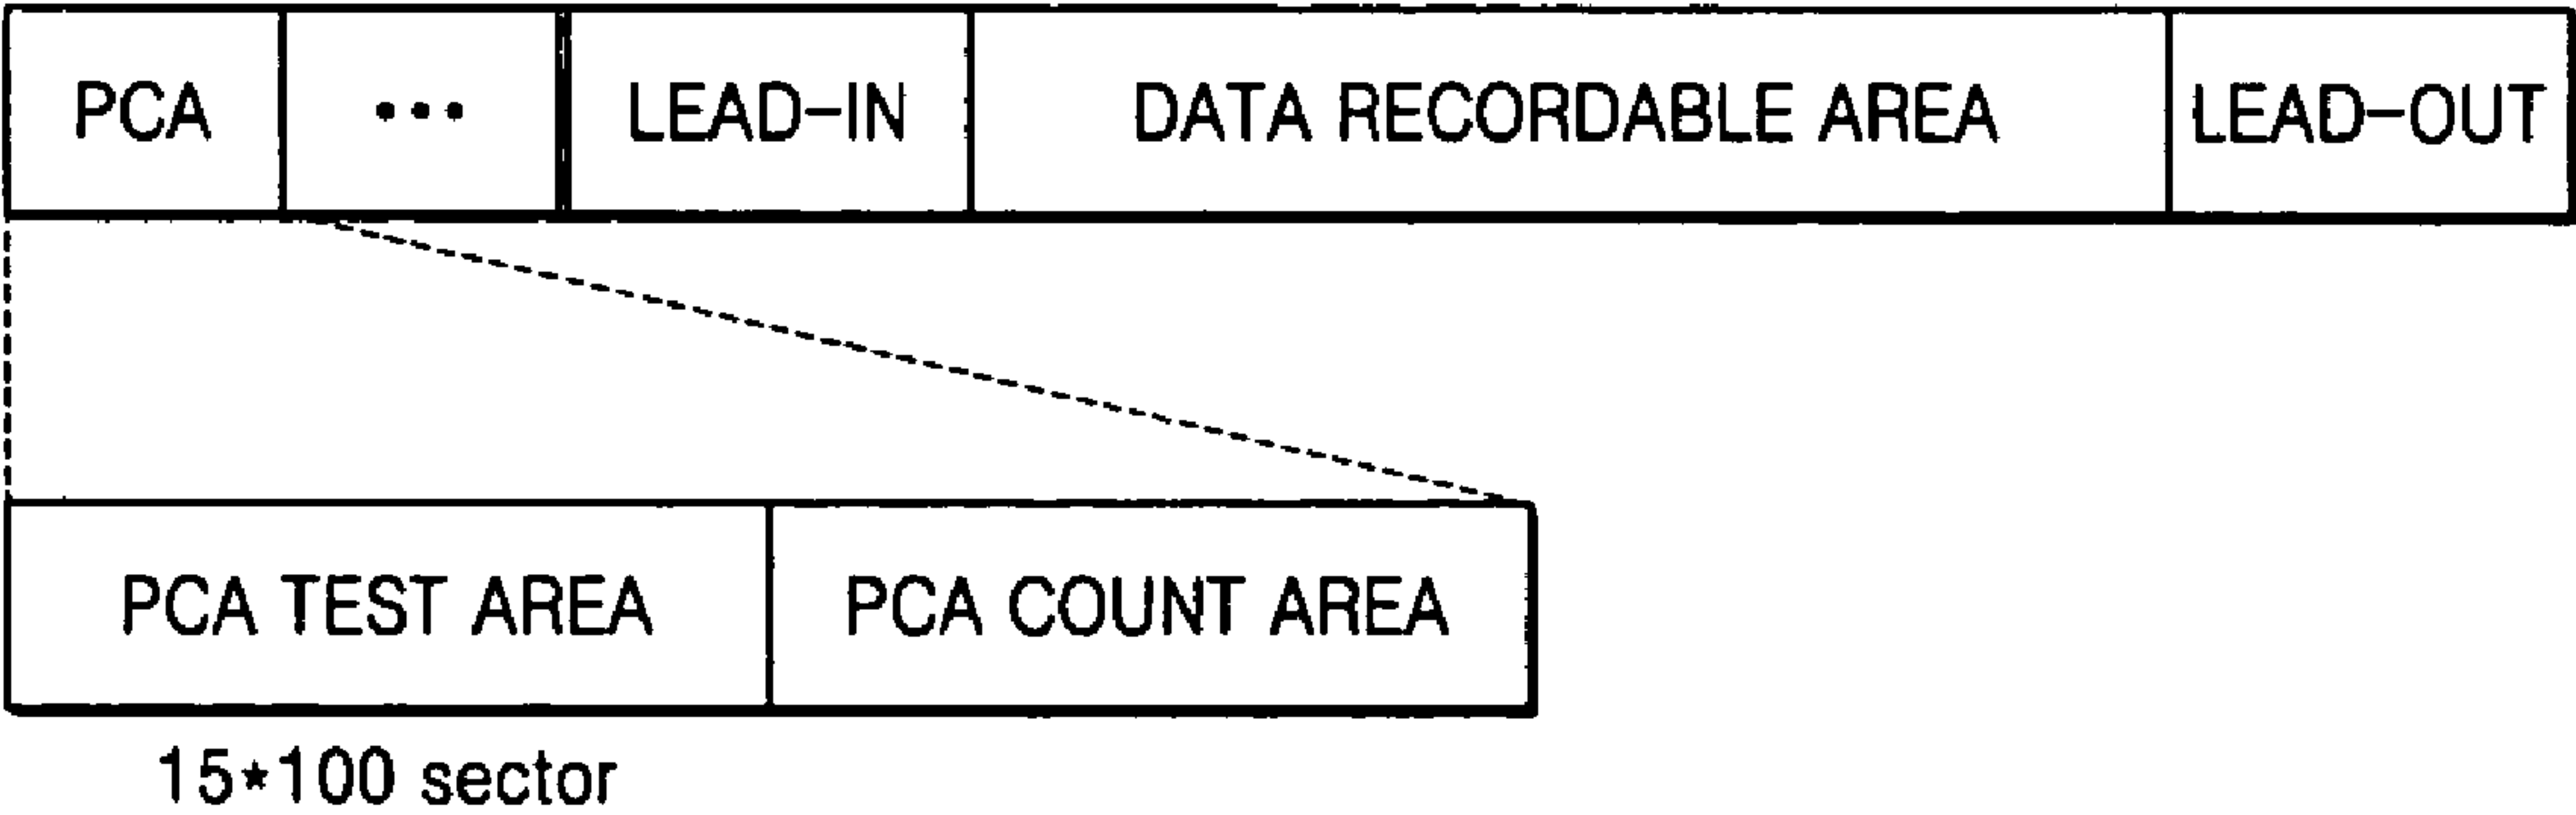 PCA ••• LEAD-IN DATA RECORDABLE AREA LEAD-OUT
PCA TEST AREA PCA COUNT AREA
15*100 sector